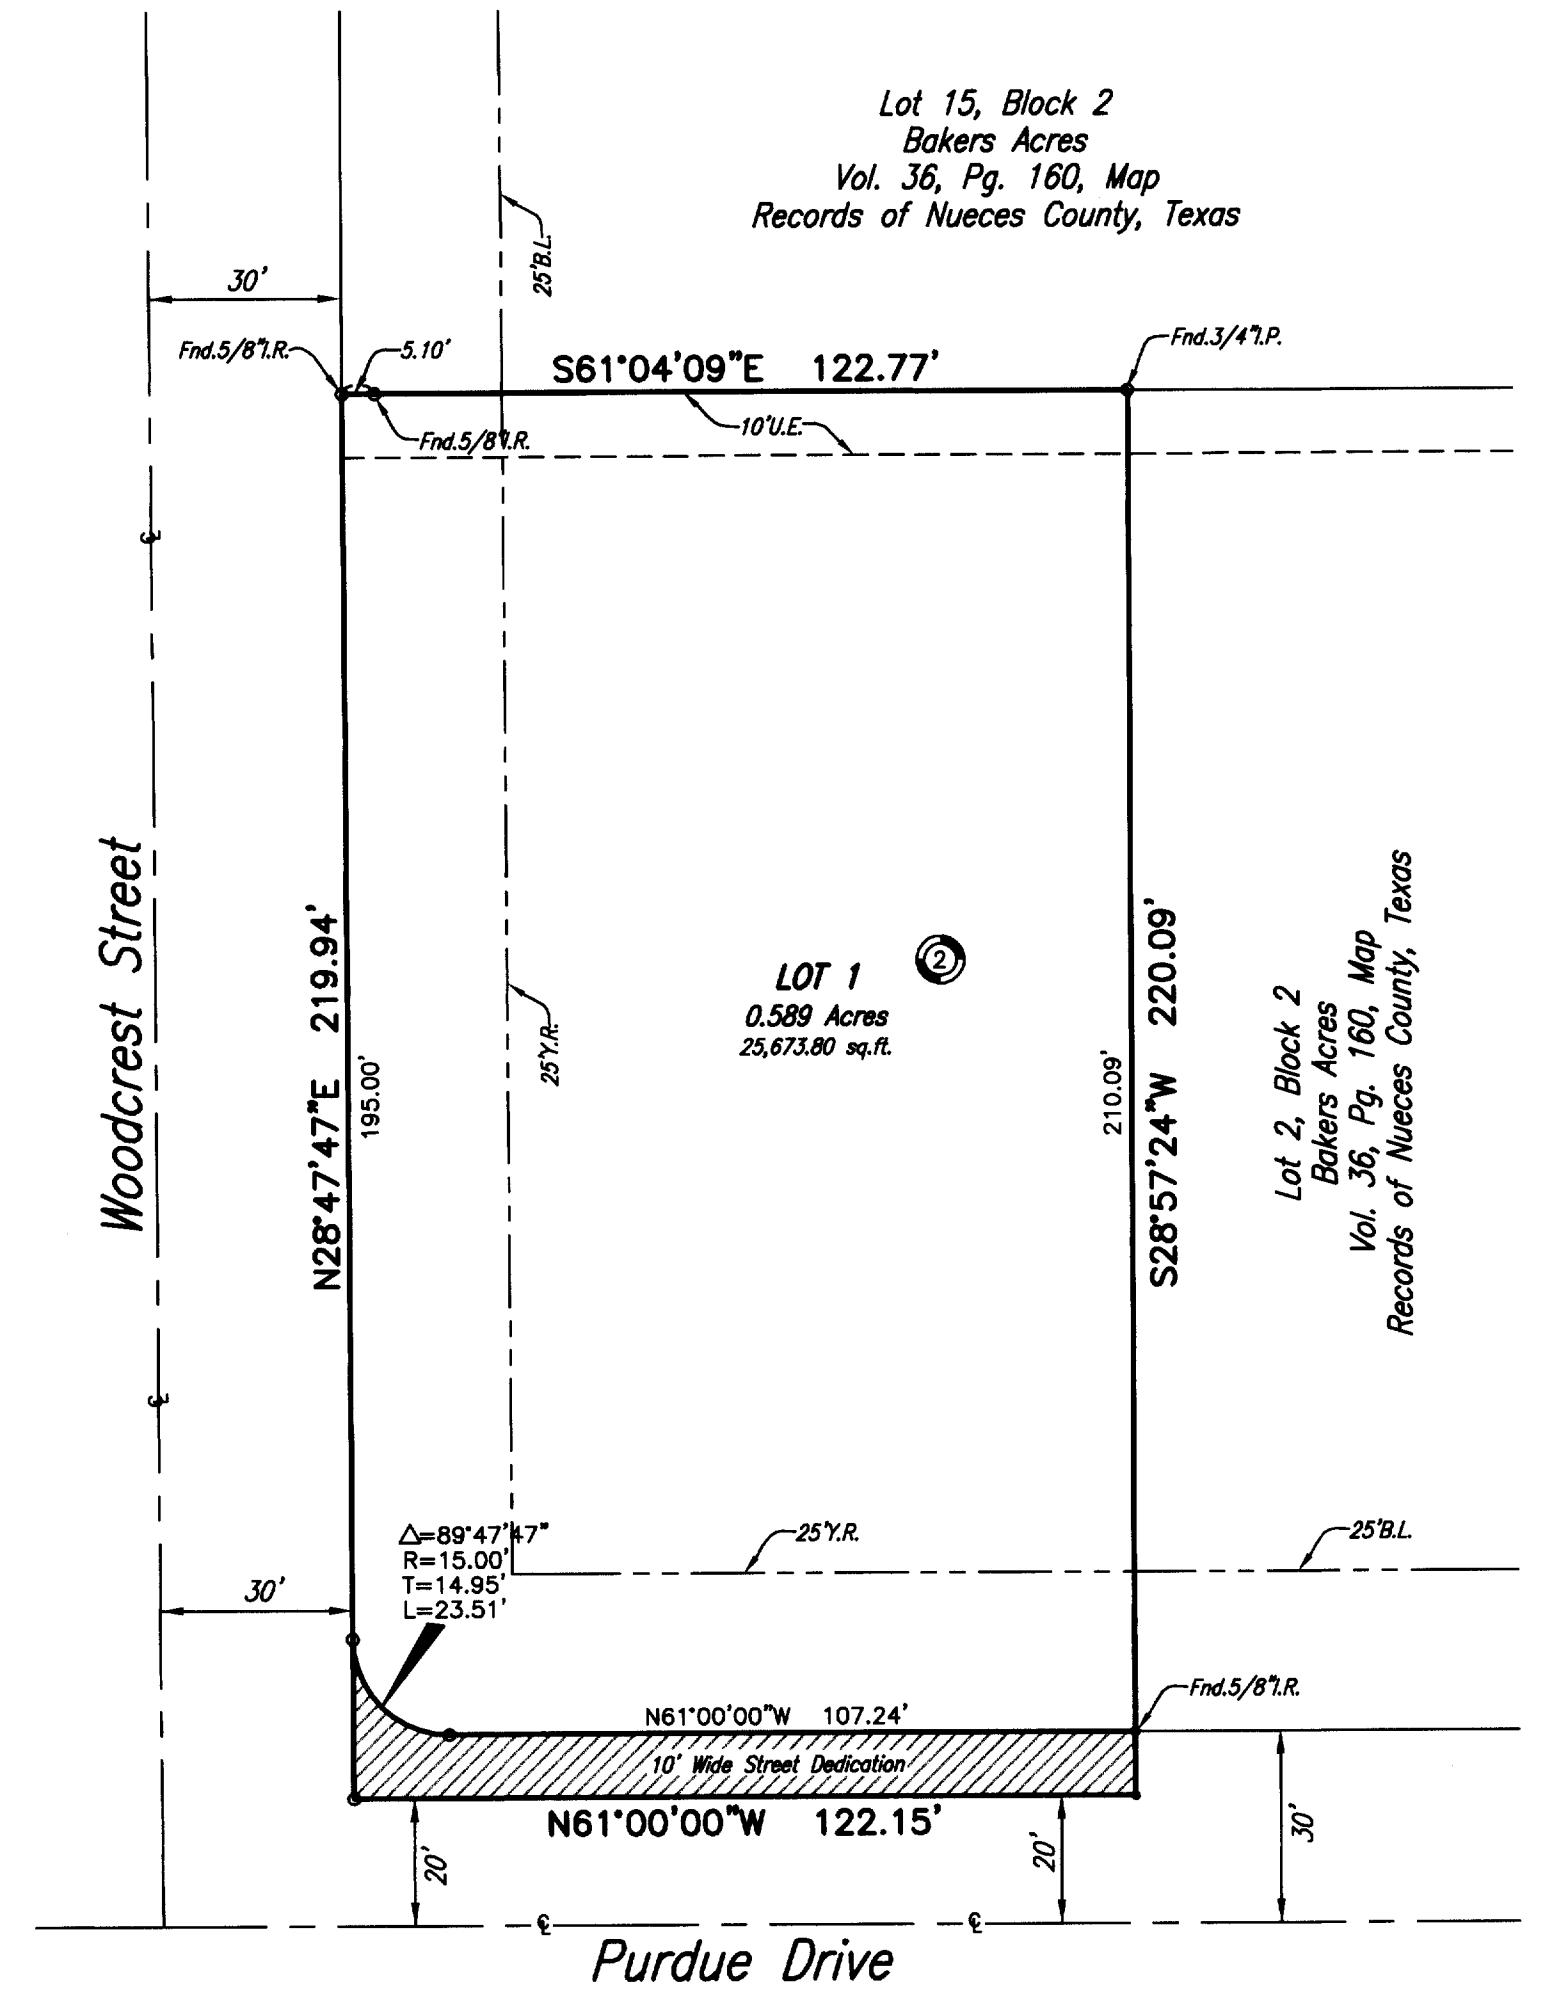 Lot 15, Block 2
Bakers Acres
Vol. 36, Pg. 160, Map
Records of Nueces County, Texas
25'B.L.
30'
Fnd.5/8"I.R.
5.10'
S61°04'09"E 122.77'
Fnd.3/4"I.P.
Fnd.5/8"I.R.
10'U.E.
Woodcrest Street
N28°47'47"E 219.94'
195.00'
25'Y.R.
LOT 1
0.589 Acres
25,673.80 sq.ft.
2
210.09'
S28°57'24"W 220.09'
Lot 2, Block 2
Bakers Acres
Vol. 36, Pg. 160, Map
Records of Nueces County, Texas
Δ=89°47'47"
R=15.00'
T=14.95'
L=23.51'
25'Y.R.
25'B.L.
30'
Fnd.5/8"I.R.
N61°00'00"W 107.24'
10' Wide Street Dedication
N61°00'00"W 122.15'
20'
20'
30'
Purdue Drive